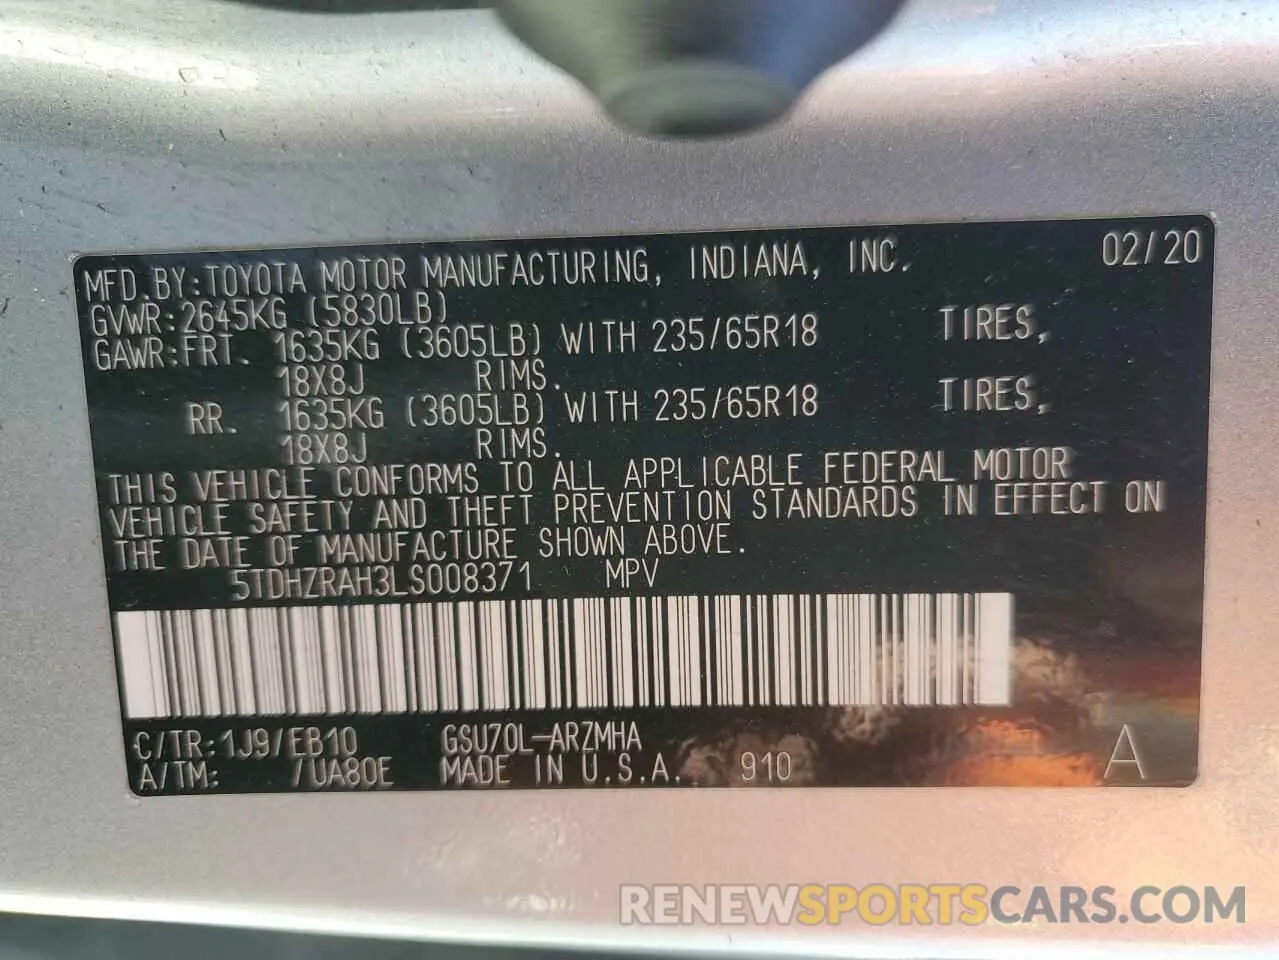 MFD.BY:TOYOTA MOTOR MANUFACTURING, INDIANA, INC. 02/20
GVWR:2645KG (5830LB)
GAWR:FRT. 1635KG (3605LB) WITH 235/65R18 TIRES,
18X8J RIMS.
RR. 1635KG (3605LB) WITH 235/65R18 TIRES,
18X8J RIMS.
THIS VEHICLE CONFORMS TO ALL APPLICABLE FEDERAL MOTOR
VEHICLE SAFETY AND THEFT PREVENTION STANDARDS IN EFFECT ON
THE DATE OF MANUFACTURE SHOWN ABOVE.
5TDHZRAH3LS008371 MPV
C/TR:1J9/EB10 GSU70L-ARZMHA
A/TM: /UA80E MADE IN U.S.A. 910 A
RENEWSPORTSCARS.COM 12/2023